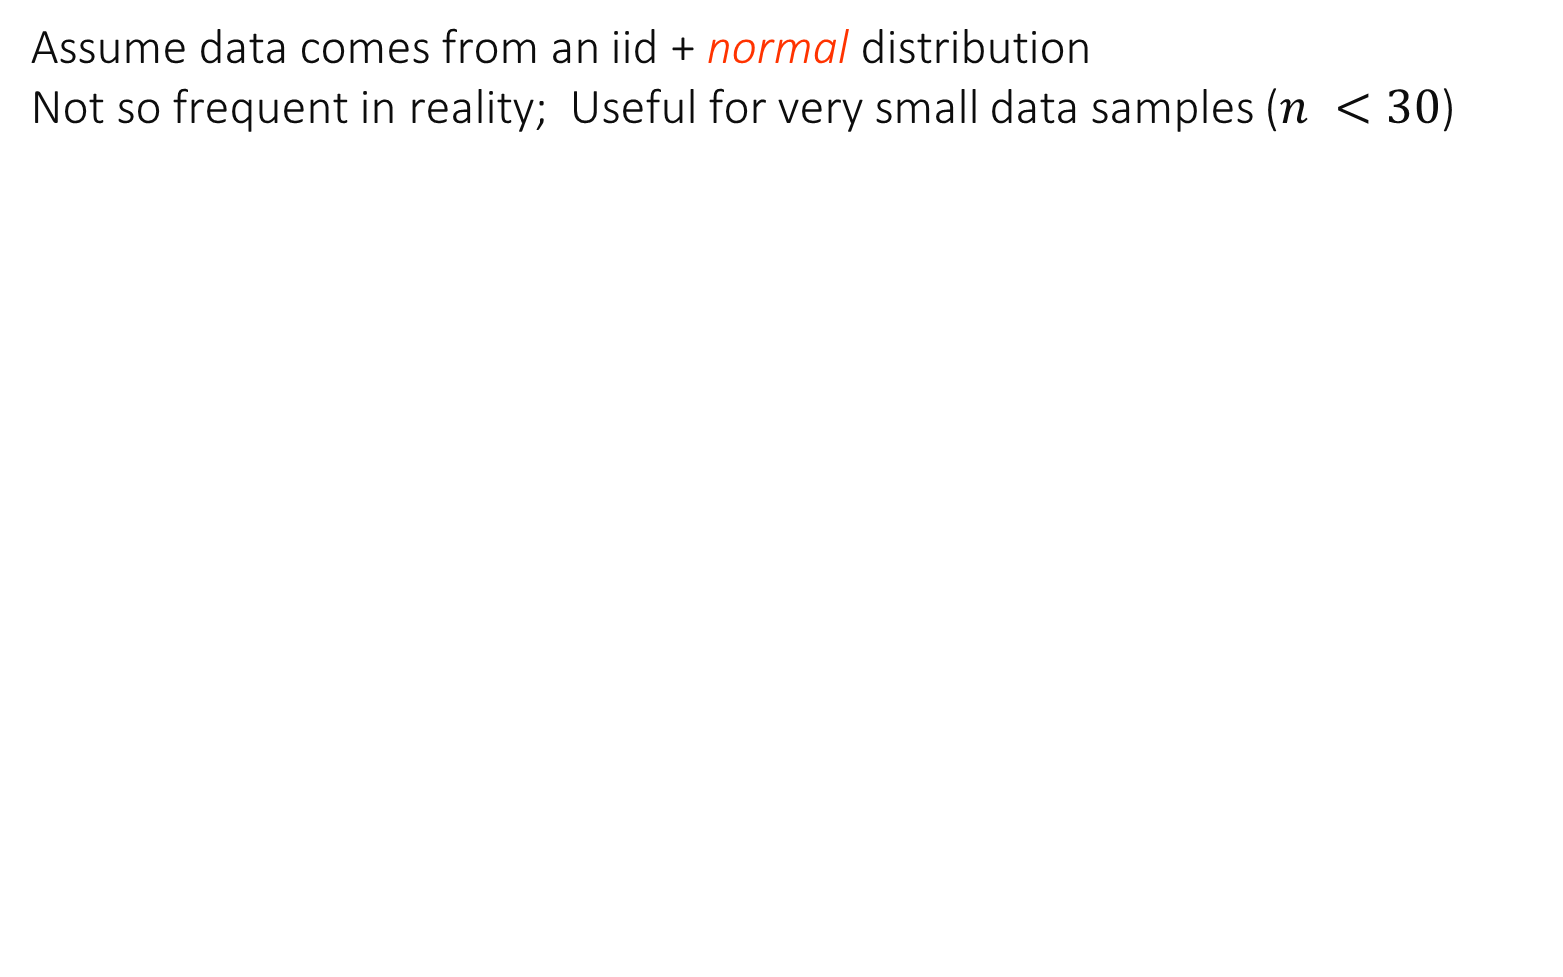 Assume data comes from an iid + normal distribution
Not so frequent in reality;  Useful for very small data samples (n < 30)